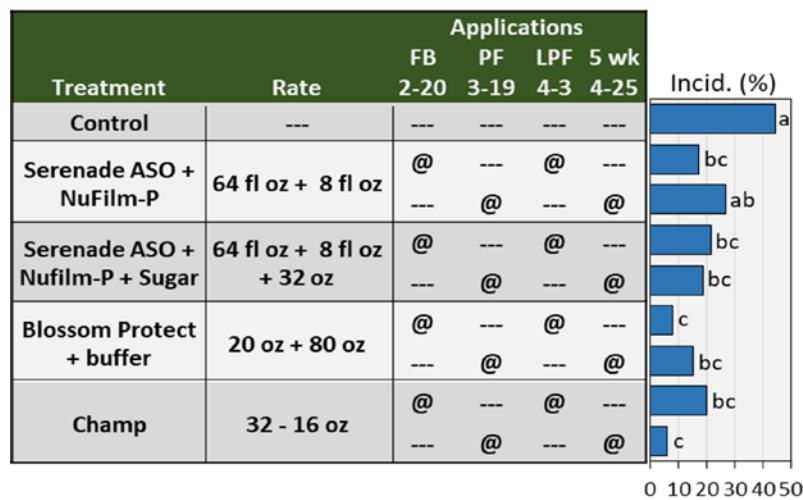 Applications
FB PF LPF 5 wk
Treatment Rate 2-20 3-19 4-3 4-25 Incid. (%)
Control --- --- --- --- --- a
Serenade ASO +
NuFilm-P
64 fl oz + 8 fl oz
@ --- @ --- bc
--- @ --- @ ab
Serenade ASO +
Nufilm-P + Sugar
64 fl oz + 8 fl oz
+ 32 oz
@ --- @ --- bc
--- @ --- @ bc
Blossom Protect
+ buffer
20 oz + 80 oz
@ --- @ --- c
--- @ --- @ bc
Champ
32 - 16 oz
@ --- @ --- bc
--- @ --- @ c
0 10 20 30 40 50